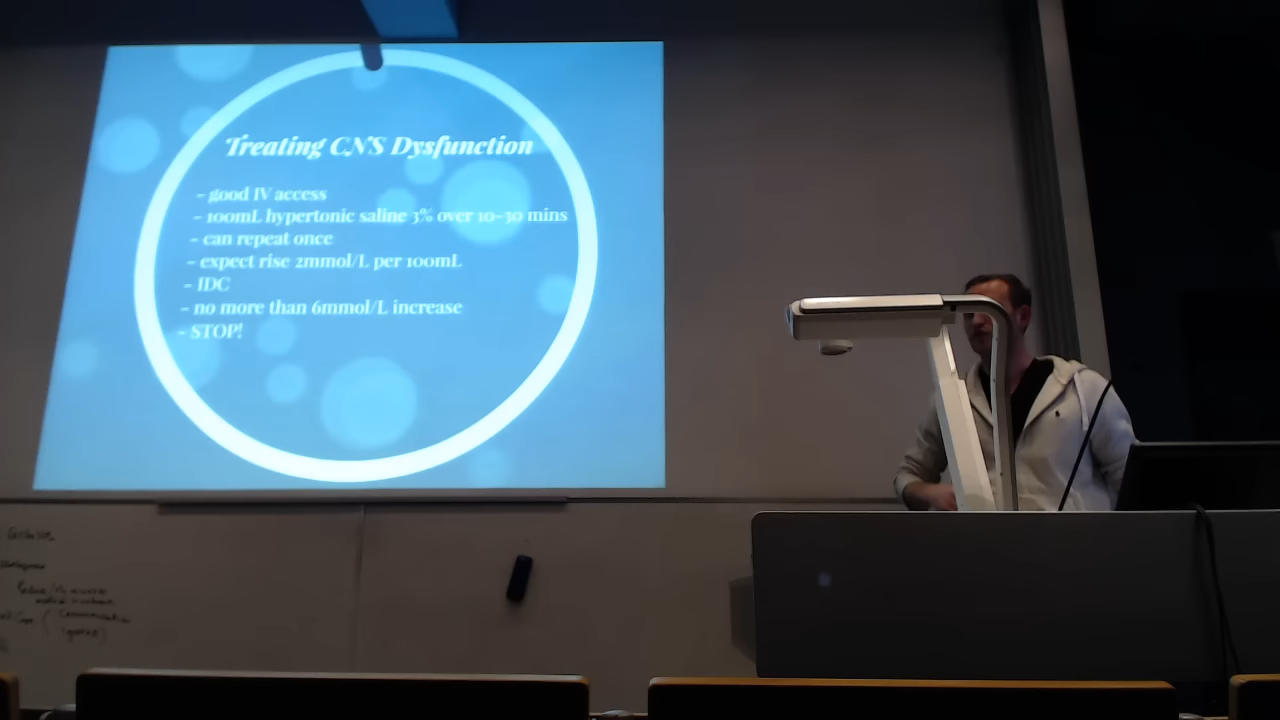 Treating CNS Dysfunction
- good IV access
- 100mL hypertonic saline 3% over 10-30 mins
- can repeat once
- expect rise 2mmol/L per 100mL
- IDC
- no more than 6mmol/L increase
- STOP!